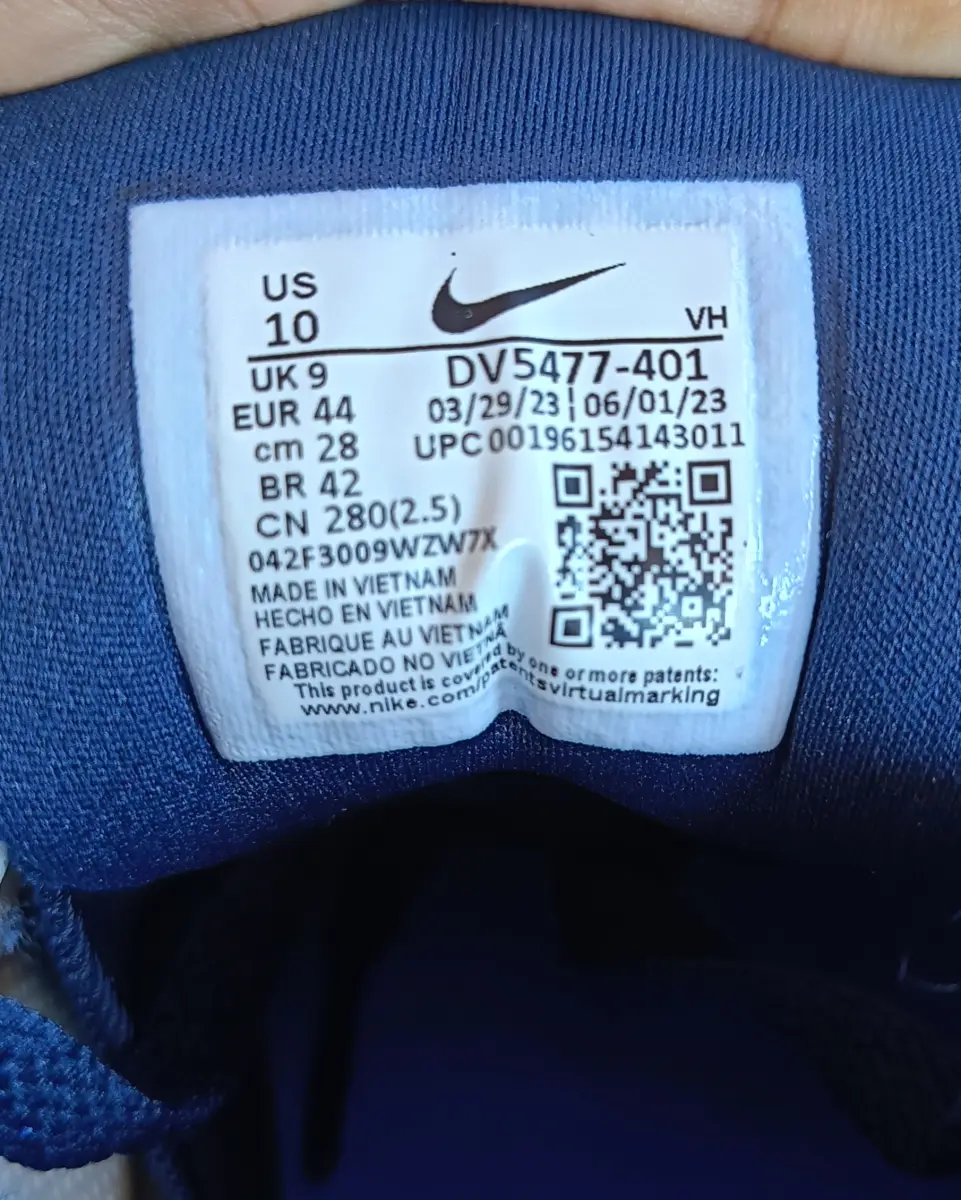 US
10
VH
UK 9
DV5477-401
EUR 44
03/29/23 | 06/01/23
cm 28
UPC 00196154143011
BR 42
CN 280(2.5)
042F3009WZW7X
MADE IN VIETNAM
HECHO EN VIETNAM
FABRIQUE AU VIETNAM
FABRICADO NO VIETNÃ
This product is covered by one or more patents:
www.nike.com/patentsvirtualmarking